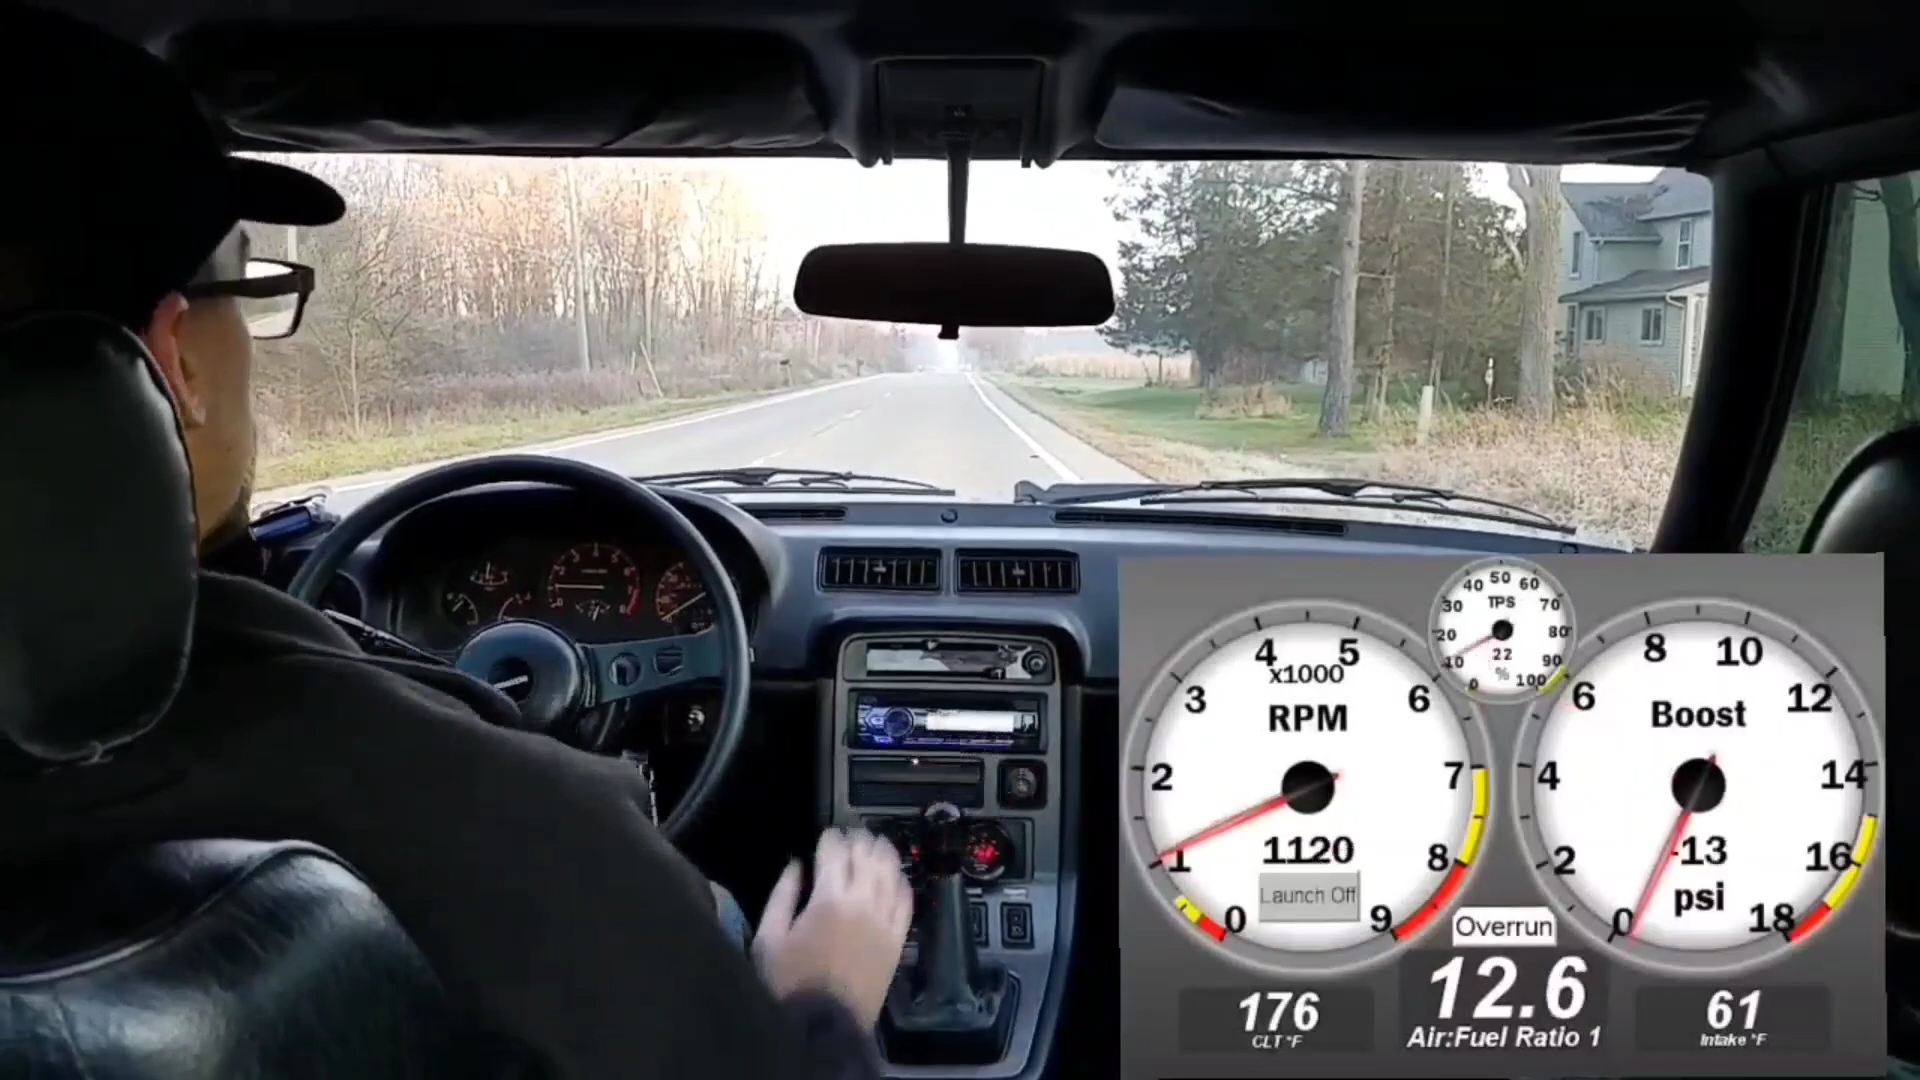 40 50 60
30 TPS 70
20 80
10 22 90
% 100
0
4 5
x1000
3 6
RPM
2 7
1120
1 8
Launch Off
0 9
8 10
6 12
Boost
4 14
-13
2 16
psi
0 18
Overrun
12.6
Air:Fuel Ratio 1
176
CLT °F
61
Intake °F